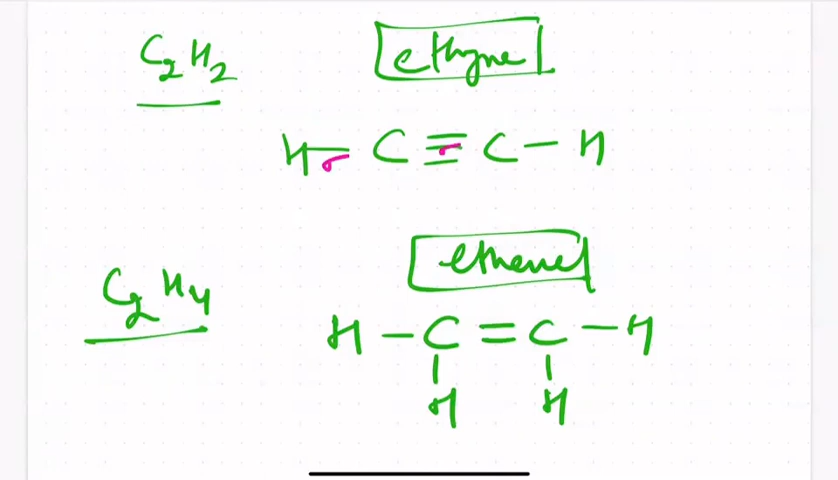 C₂H₂ ethyne
H – C ≡ C – H
σ
C₂H₄ ethene
H – C = C – H
H H